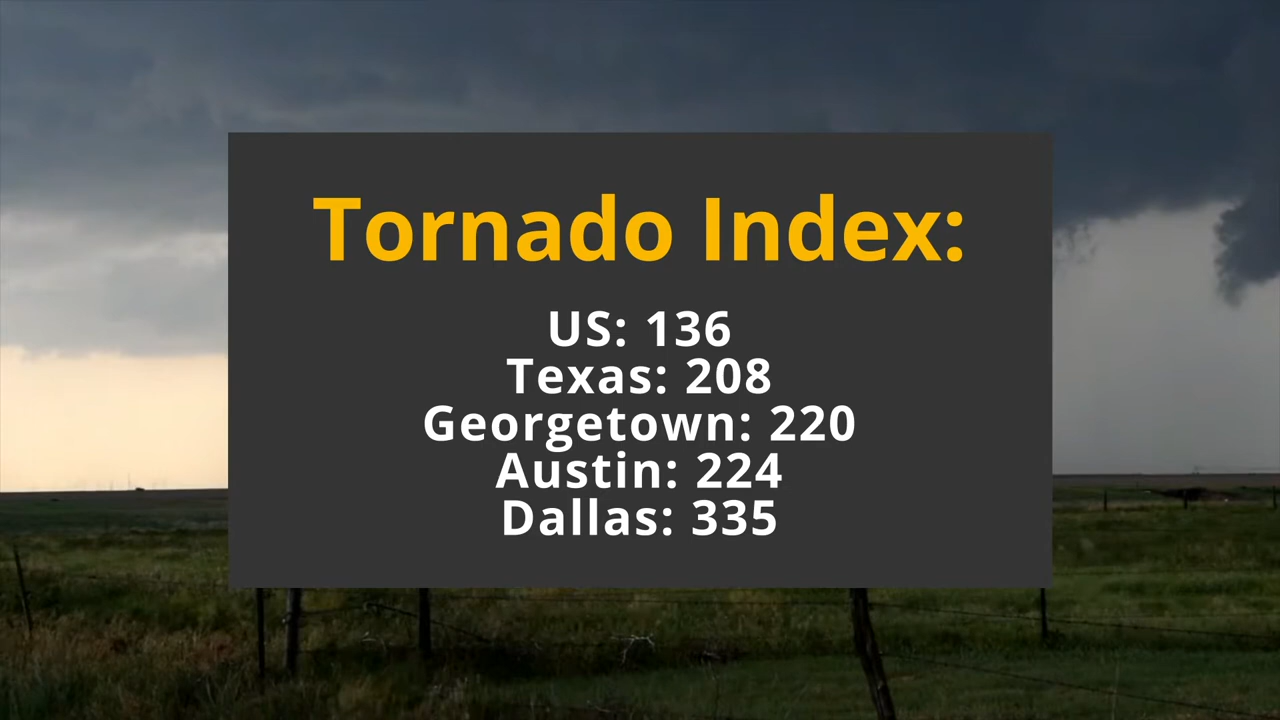 Tornado Index:
US: 136
Texas: 208
Georgetown: 220
Austin: 224
Dallas: 335